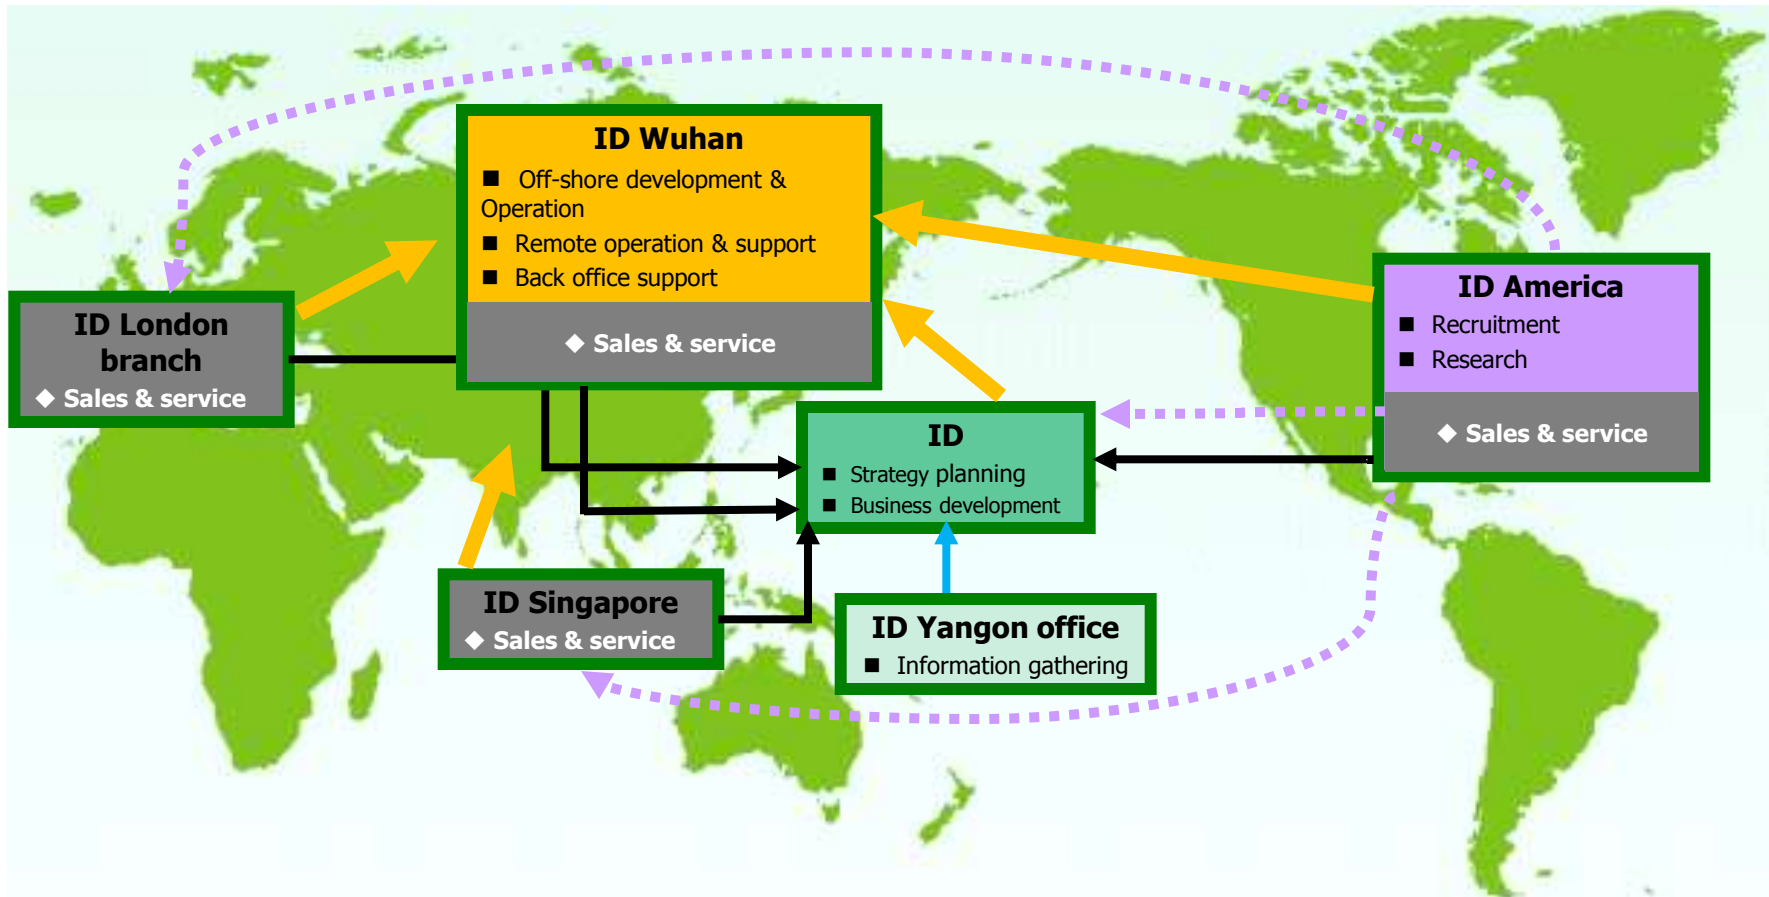 ID Wuhan
■ Off-shore development &
Operation
■ Remote operation & support
■ Back office support
◆ Sales & service
ID London
branch
◆ Sales & service
ID America
■ Recruitment
■ Research
◆ Sales & service
ID
■ Strategy planning
■ Business development
ID Singapore
◆ Sales & service
ID Yangon office
■ Information gathering